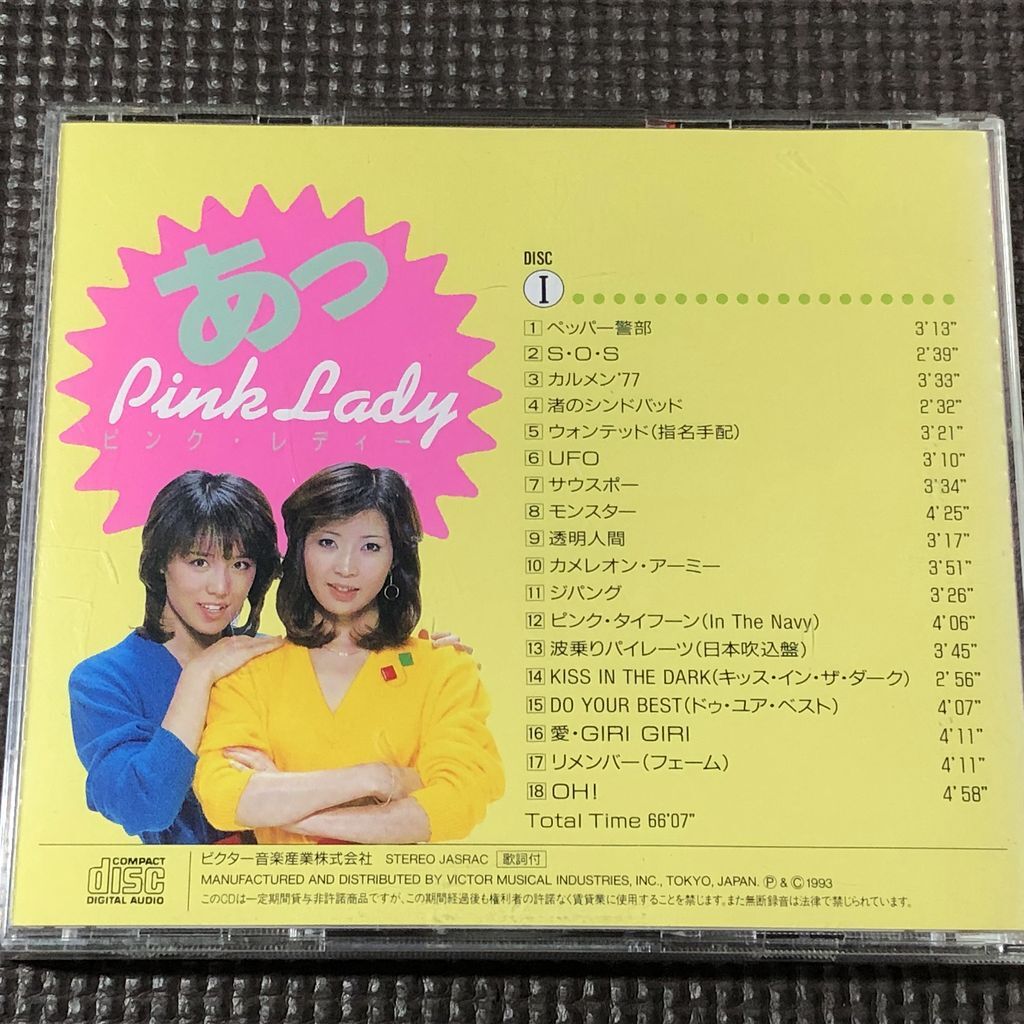 あっ
Pink Lady
ピンク・レディー
DISC
I
1 ペッパー警部 3'13"
2 S・O・S 2'39"
3 カルメン'77 3'33"
4 渚のシンドバッド 2'32"
5 ウォンテッド(指名手配) 3'21"
6 UFO 3'10"
7 サウスポー 3'34"
8 モンスター 4'25"
9 透明人間 3'17"
10 カメレオン・アーミー 3'51"
11 ジパング 3'26"
12 ピンク・タイフーン(In The Navy) 4'06"
13 波乗りパイレーツ(日本吹込盤) 3'45"
14 KISS IN THE DARK(キッス・イン・ザ・ダーク) 2'56"
15 DO YOUR BEST(ドゥ・ユア・ベスト) 4'07"
16 愛・GIRI GIRI 4'11"
17 リメンバー(フェーム) 4'11"
18 OH! 4'58"
Total Time 66'07"
COMPACT
disc
DIGITAL AUDIO
ビクター音楽産業株式会社 STEREO JASRAC 歌詞付
MANUFACTURED AND DISTRIBUTED BY VICTOR MUSICAL INDUSTRIES, INC., TOKYO, JAPAN. Ⓟ & © 1993
このCDは一定期間貸与非許諾商品ですが、この期間経過後も権利者の許諾なく賃貸業に使用することを禁じます。また無断録音は法律で禁じられています。